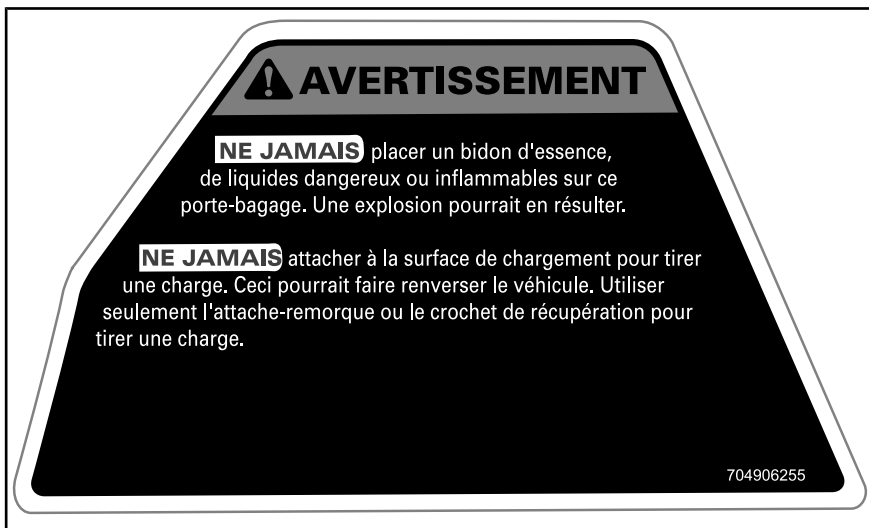 AVERTISSEMENT
NE JAMAIS placer un bidon d'essence,
de liquides dangereux ou inflammables sur ce
porte-bagage. Une explosion pourrait en résulter.
NE JAMAIS attacher à la surface de chargement pour tirer
une charge. Ceci pourrait faire renverser le véhicule. Utiliser
seulement l'attache-remorque ou le crochet de récupération pour
tirer une charge.
704906255